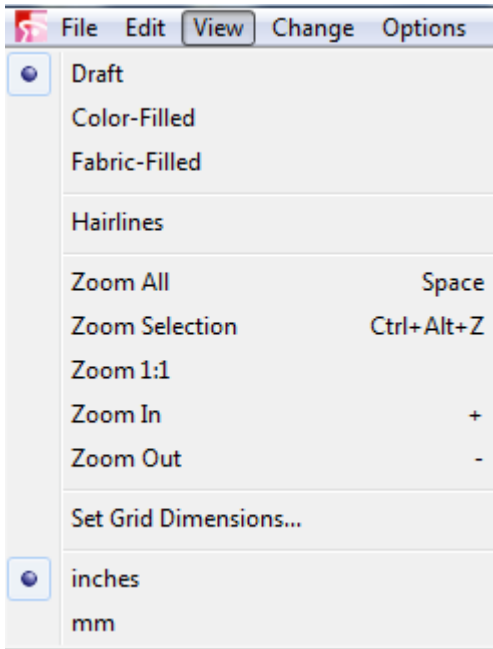 File Edit View Change Options
Draft
Color-Filled
Fabric-Filled
Hairlines
Zoom All Space
Zoom Selection Ctrl+Alt+Z
Zoom 1:1
Zoom In +
Zoom Out -
Set Grid Dimensions...
inches
mm